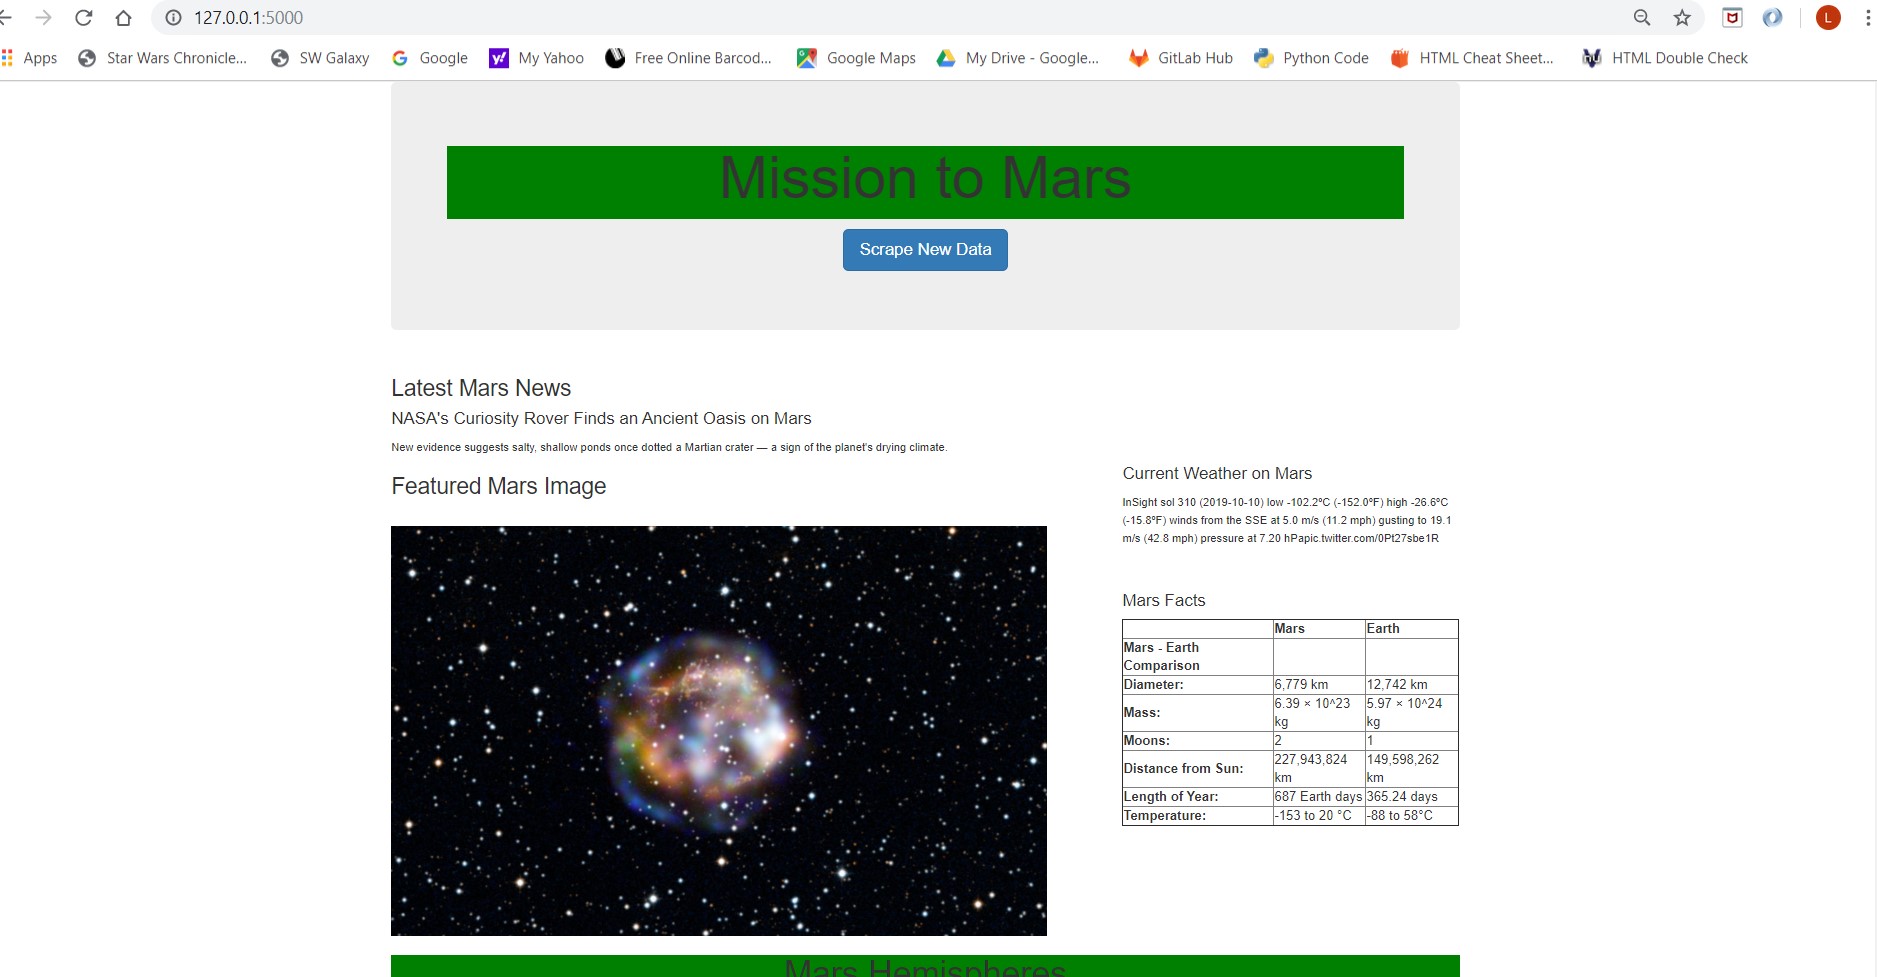 127.0.0.1:5000
L
Apps
Star Wars Chronicle...
SW Galaxy
Google
My Yahoo
Free Online Barcod...
Google Maps
My Drive - Google...
GitLab Hub
Python Code
HTML Cheat Sheet...
HTML Double Check
Mission to Mars
Scrape New Data
Latest Mars News
NASA's Curiosity Rover Finds an Ancient Oasis on Mars
New evidence suggests salty, shallow ponds once dotted a Martian crater — a sign of the planet's drying climate.
Featured Mars Image
Current Weather on Mars
InSight sol 310 (2019-10-10) low -102.2ºC (-152.0ºF) high -26.6ºC
(-15.8ºF) winds from the SSE at 5.0 m/s (11.2 mph) gusting to 19.1
m/s (42.8 mph) pressure at 7.20 hPapic.twitter.com/0Pt27sbe1R
Mars Facts
Mars Earth
Mars - Earth
Comparison
Diameter: 6,779 km 12,742 km
Mass: 6.39 × 10^23 kg 5.97 × 10^24 kg
Moons: 2 1
Distance from Sun: 227,943,824 km 149,598,262 km
Length of Year: 687 Earth days 365.24 days
Temperature: -153 to 20 °C -88 to 58°C
Mars Hemispheres